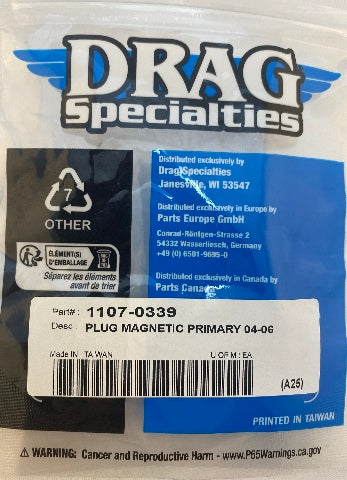 DRAG
Specialties
7
OTHER
ÉLÉMENT(S)
D'EMBALLAGE
Séparez les éléments
avant de trier
Distributed exclusively by
Drag Specialties
Janesville, WI 53547
Distributed exclusively in Europe by
Parts Europe GmbH
Conrad-Röntgen-Strasse 2
54332 Wasserliesch, Germany
+49 (0) 6501-9695-0
Distributed exclusively in Canada by
Parts Canada
Part#: 1107-0339
Desc: PLUG MAGNETIC PRIMARY 04-06
Made IN: TAIWAN U OF M: EA
(A25)
PRINTED IN TAIWAN
⚠ WARNING: Cancer and Reproductive Harm - www.P65Warnings.ca.gov